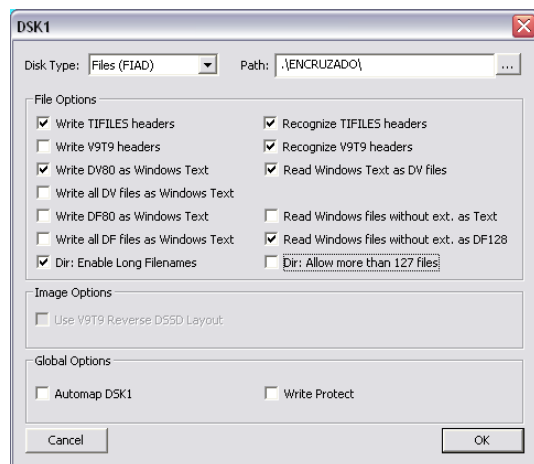 DSK1
Disk Type: Files (FIAD) Path: .\ENCRUZADO\ ...
File Options
Write TIFILES headers Recognize TIFILES headers
Write V9T9 headers Recognize V9T9 headers
Write DV80 as Windows Text Read Windows Text as DV files
Write all DV files as Windows Text
Write DF80 as Windows Text Read Windows files without ext. as Text
Write all DF files as Windows Text Read Windows files without ext. as DF128
Dir: Enable Long Filenames Dir: Allow more than 127 files
Image Options
Use V9T9 Reverse DSSD Layout
Global Options
Automap DSK1 Write Protect
Cancel OK